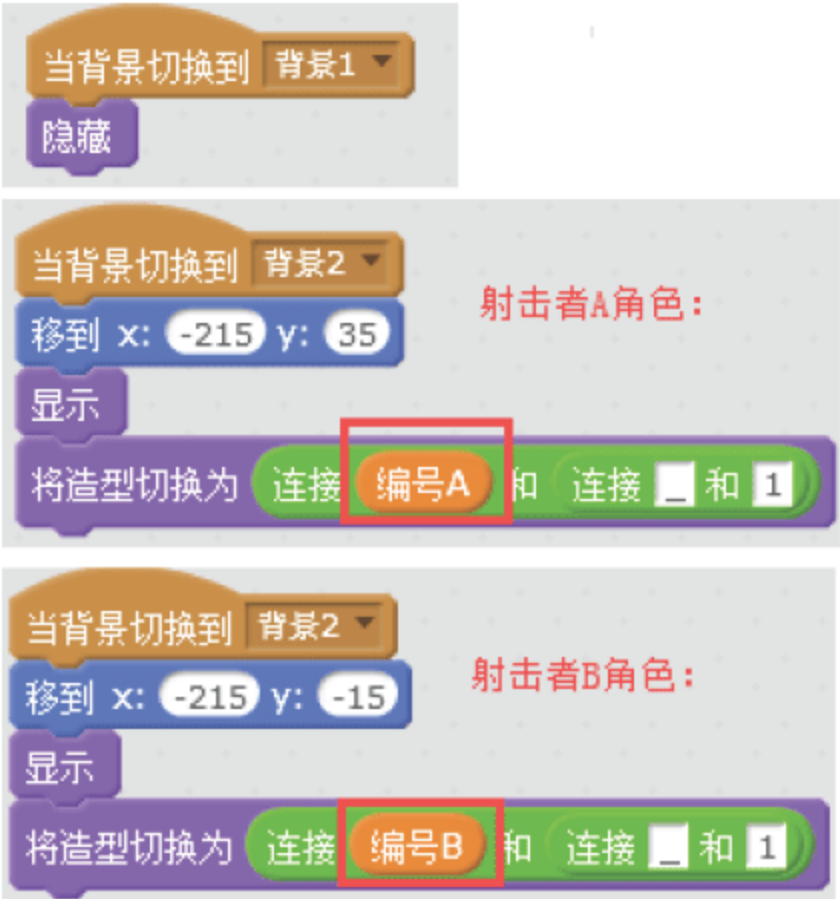 当背景切换到 背景1
隐藏
当背景切换到 背景2
射击者A角色：
移到 x: -215 y: 35
显示
将造型切换为 连接 编号A 和 连接 _ 和 1
当背景切换到 背景2
射击者B角色：
移到 x: -215 y: -15
显示
将造型切换为 连接 编号B 和 连接 _ 和 1